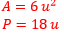 A = 6 u²
P = 18 u